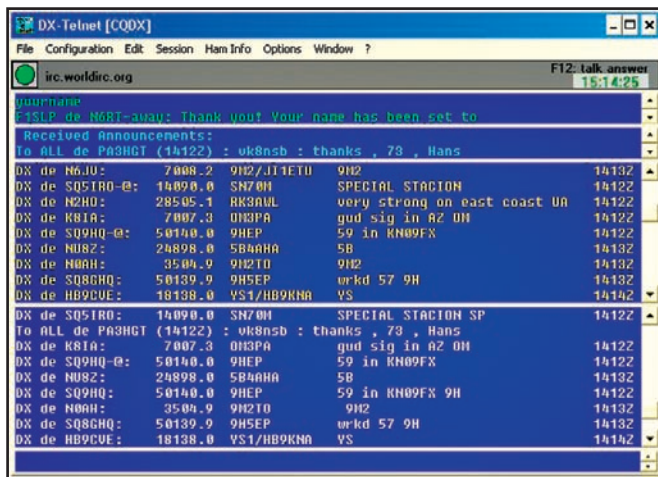 DX-Telnet [CQDX]
File Configuration Edit Session Ham Info Options Window ?
irc.worldirc.org
F12: talk answer
15:14:25
yuurname
F1SLP de N6RT-away: Thank you! Your name has been set to
Received Announcements:
To ALL de PA3HGT (1412Z) : vk8nsb : thanks , 73 , Hans
DX de N6JV: 7008.2 9M2/JI1ETU 9M2 1413Z
DX de SQ5IRO-@: 14090.0 SN70M SPECIAL STACION 1412Z
DX de N2HO: 28505.1 RK3AWL very strong on east coast UA 1412Z
DX de K8IA: 7007.3 OM3PA gud sig in AZ OM 1412Z
DX de SQ9HQ-@: 50140.0 9HEP 59 in KN09FX 1412Z
DX de NU8Z: 24898.0 5B4AHA 5B 1413Z
DX de N0AH: 3504.9 9M2TO 9M2 1413Z
DX de SQ8GHQ: 50139.9 9H5EP wrkd 57 9H 1413Z
DX de HB9CVE: 18138.0 YS1/HB9KNA YS 1414Z
DX de SQ5IRO: 14090.0 SN70M SPECIAL STACION SP 1412Z
To ALL de PA3HGT (1412Z) : vk8nsb : thanks , 73 , Hans
DX de K8IA: 7007.3 OM3PA gud sig in AZ OM 1412Z
DX de SQ9HQ-@: 50140.0 9HEP 59 in KN09FX 1412Z
DX de NU8Z: 24898.0 5B4AHA 5B 1413Z
DX de SQ9HQ: 50140.0 9HEP 59 in KN09FX 9H 1412Z
DX de N0AH: 3504.9 9M2TO 9M2 1413Z
DX de SQ8GHQ: 50139.9 9H5EP wrkd 57 9H 1413Z
DX de HB9CVE: 18138.0 YS1/HB9KNA YS 1414Z